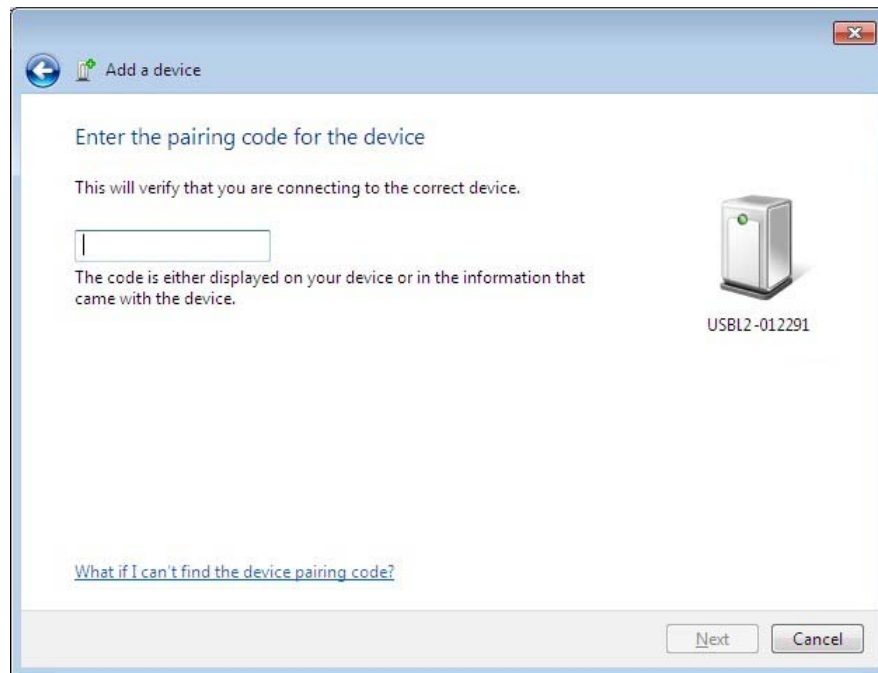 Add a device
Enter the pairing code for the device
This will verify that you are connecting to the correct device.
The code is either displayed on your device or in the information that
came with the device.
USBL2-012291
What if I can't find the device pairing code?
Next
Cancel